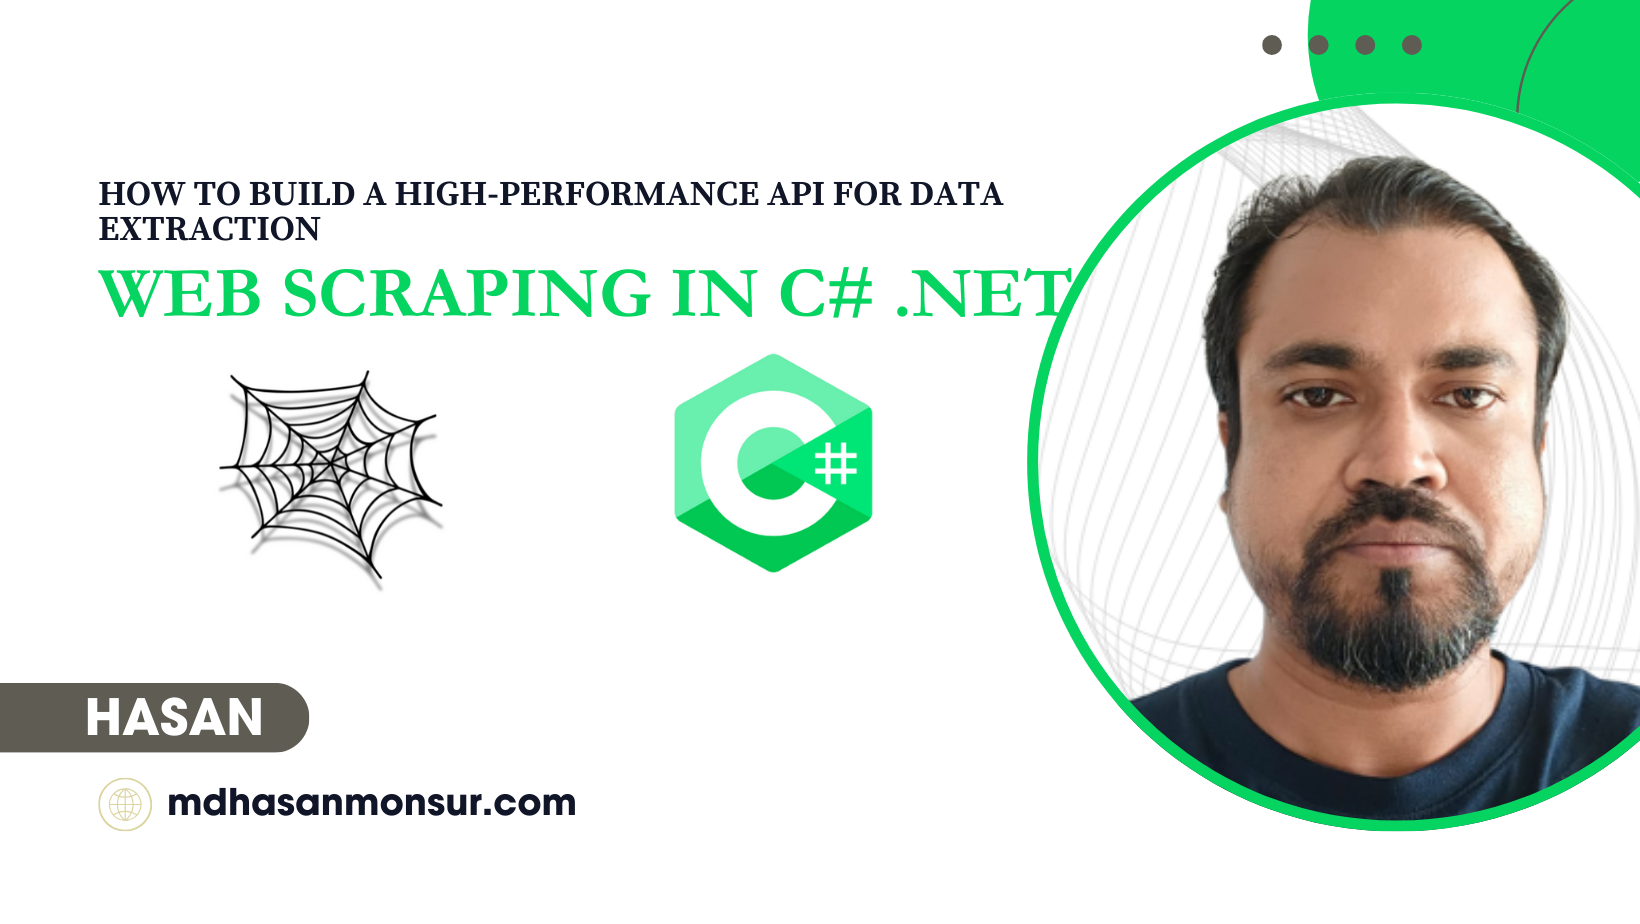 HOW TO BUILD A HIGH-PERFORMANCE API FOR DATA
EXTRACTION
WEB SCRAPING IN C# .NET
C#
HASAN
mdhasanmonsur.com